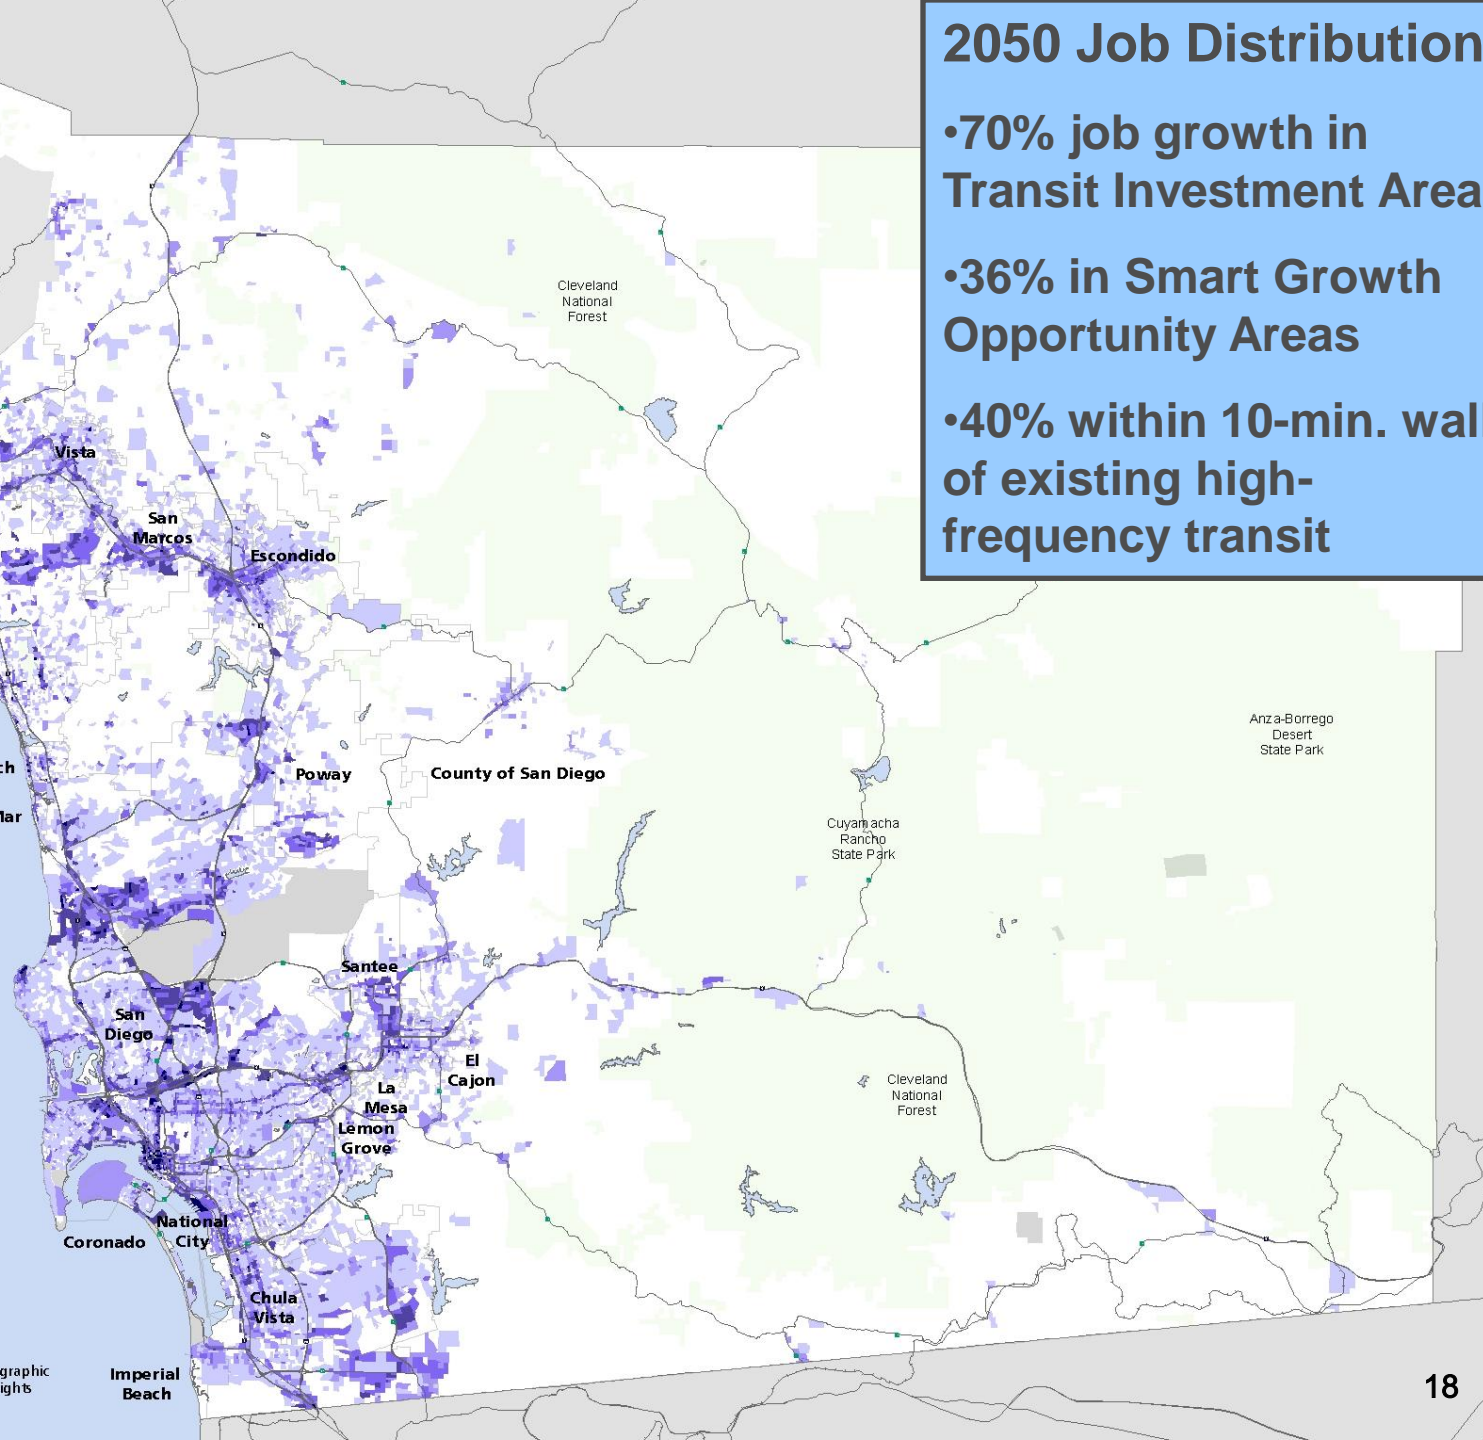 2050 Job Distribution
•70% job growth in
Transit Investment Area
•36% in Smart Growth
Opportunity Areas
•40% within 10-min. wal
of existing high-
frequency transit
Cleveland
National
Forest
Vista
San
Marcos
Escondido
Anza-Borrego
Desert
State Park
ch
Poway
County of San Diego
Mar
Cuyamacha
Rancho
State Park
Santee
San
Diego
El
Cajon
La
Mesa
Lemon
Grove
Cleveland
National
Forest
National
City
Coronado
Chula
Vista
graphic
ights
Imperial
Beach
18